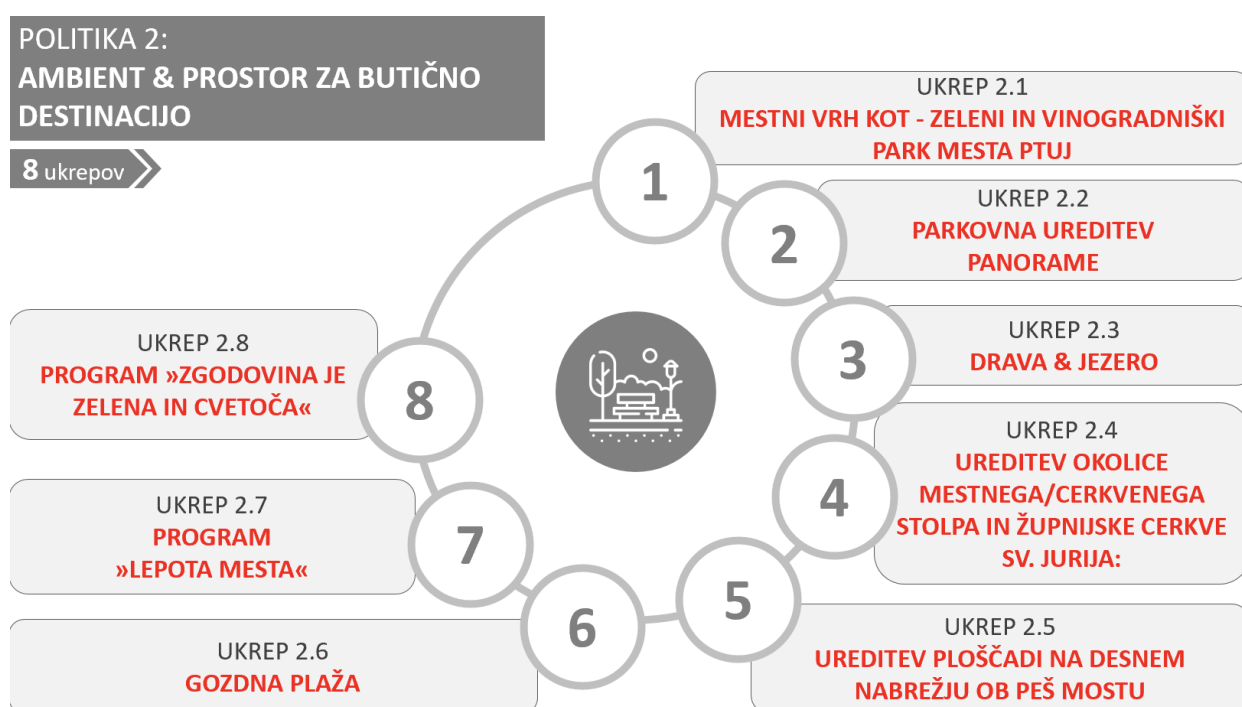 POLITIKA 2:
AMBIENT & PROSTOR ZA BUTIČNO
DESTINACIJO
8 ukrepov
1
UKREP 2.1
MESTNI VRH KOT - ZELENI IN VINOGRADNIŠKI
PARK MESTA PTUJ
2
UKREP 2.2
PARKOVNA UREDITEV
PANORAME
3
UKREP 2.3
DRAVA & JEZERO
4
UKREP 2.4
UREDITEV OKOLICE
MESTNEGA/CERKVENEGA
STOLPA IN ŽUPNIJSKE CERKVE
SV. JURIJA:
5
UKREP 2.5
UREDITEV PLOŠČADI NA DESNEM
NABREŽJU OB PEŠ MOSTU
6
UKREP 2.6
GOZDNA PLAŽA
7
UKREP 2.7
PROGRAM
»LEPOTA MESTA«
8
UKREP 2.8
PROGRAM »ZGODOVINA JE
ZELENA IN CVETOČA«